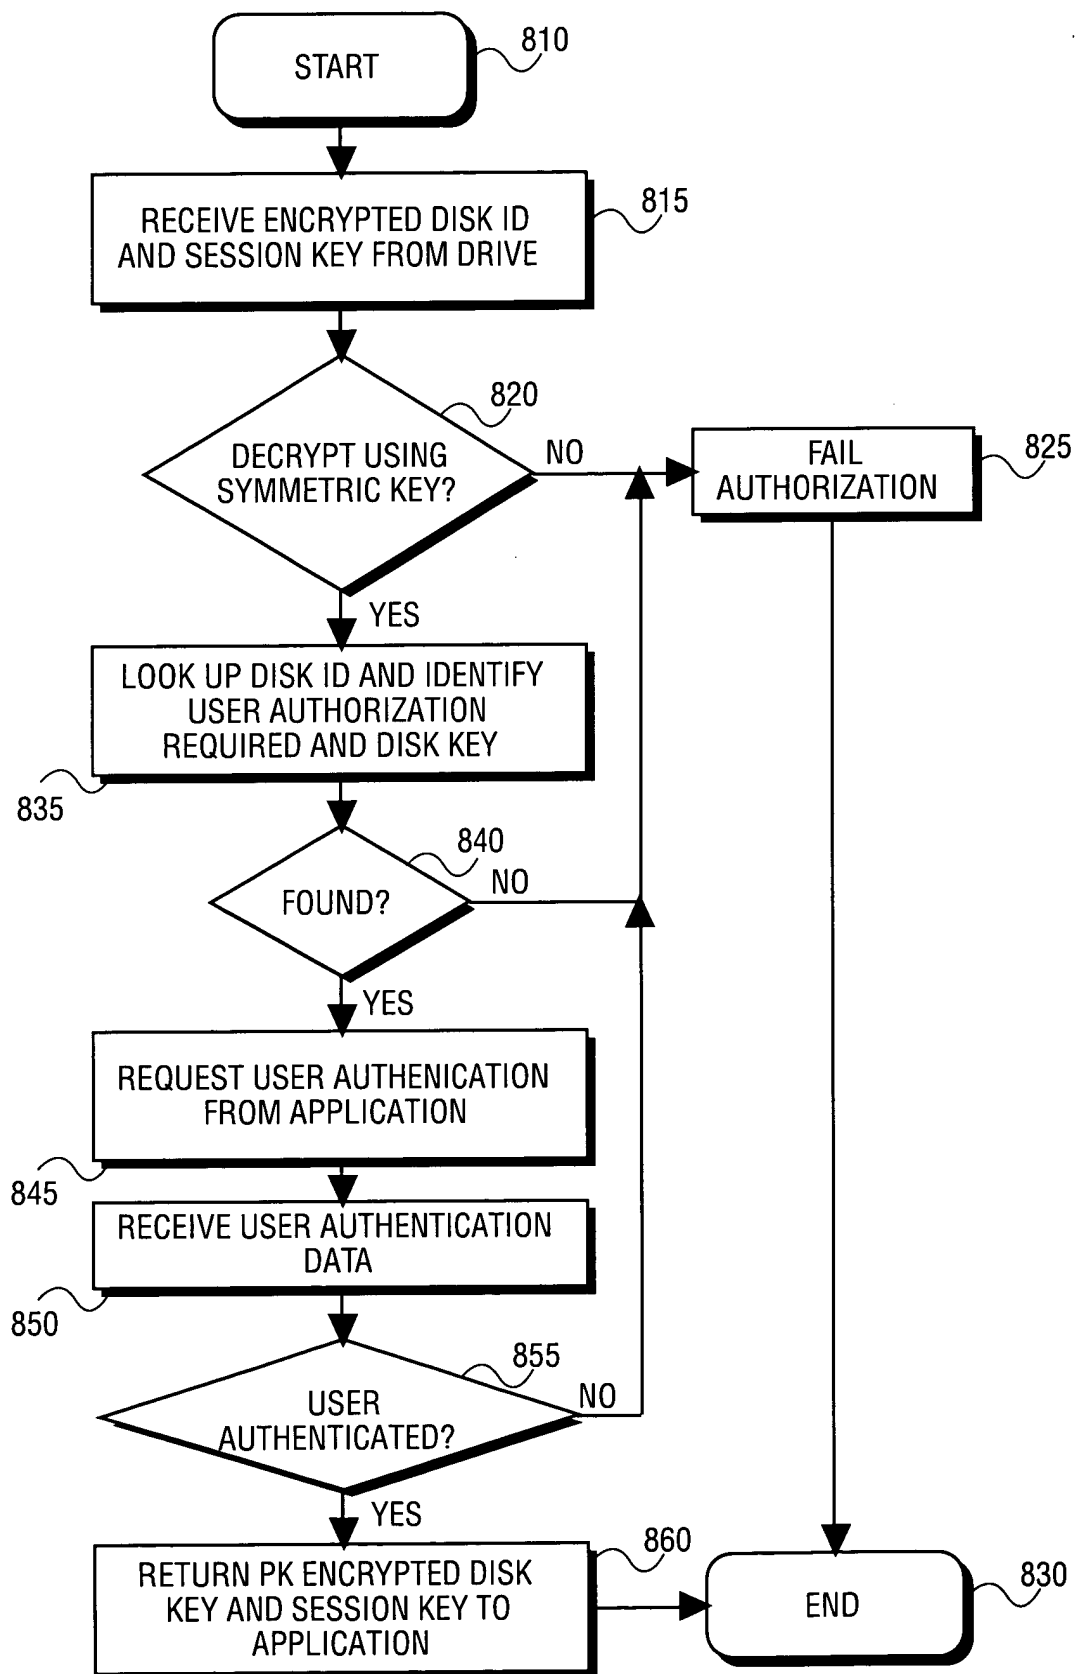 START
810
RECEIVE ENCRYPTED DISK ID
AND SESSION KEY FROM DRIVE
815
820
DECRYPT USING
SYMMETRIC KEY?
NO
FAIL
AUTHORIZATION
825
YES
LOOK UP DISK ID AND IDENTIFY
USER AUTHORIZATION
REQUIRED AND DISK KEY
835
840
FOUND?
NO
YES
REQUEST USER AUTHENICATION
FROM APPLICATION
845
RECEIVE USER AUTHENTICATION
DATA
850
855
USER
AUTHENTICATED?
NO
YES
RETURN PK ENCRYPTED DISK
KEY AND SESSION KEY TO
APPLICATION
860
END
830